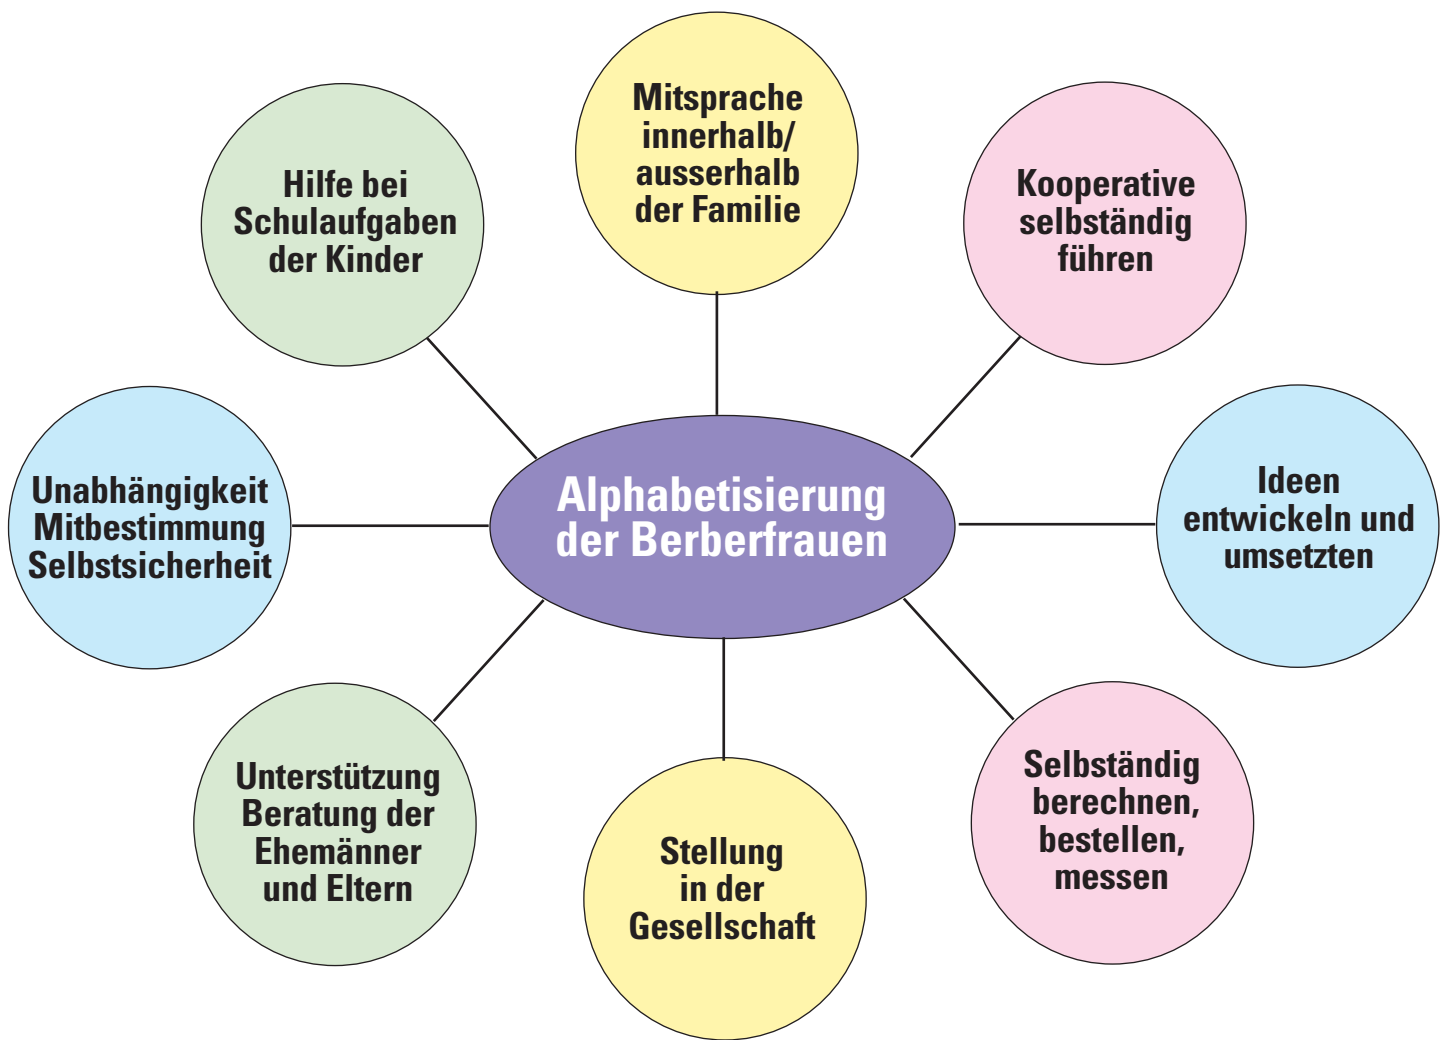 Mitsprache
innerhalb/
ausserhalb
der Familie
Hilfe bei
Schulaufgaben
der Kinder
Kooperative
selbständig
führen
Unabhängigkeit
Mitbestimmung
Selbstsicherheit
Alphabetisierung
der Berberfrauen
Ideen
entwickeln und
umsetzten
Unterstützung
Beratung der
Ehemänner
und Eltern
Stellung
in der
Gesellschaft
Selbständig
berechnen,
bestellen,
messen